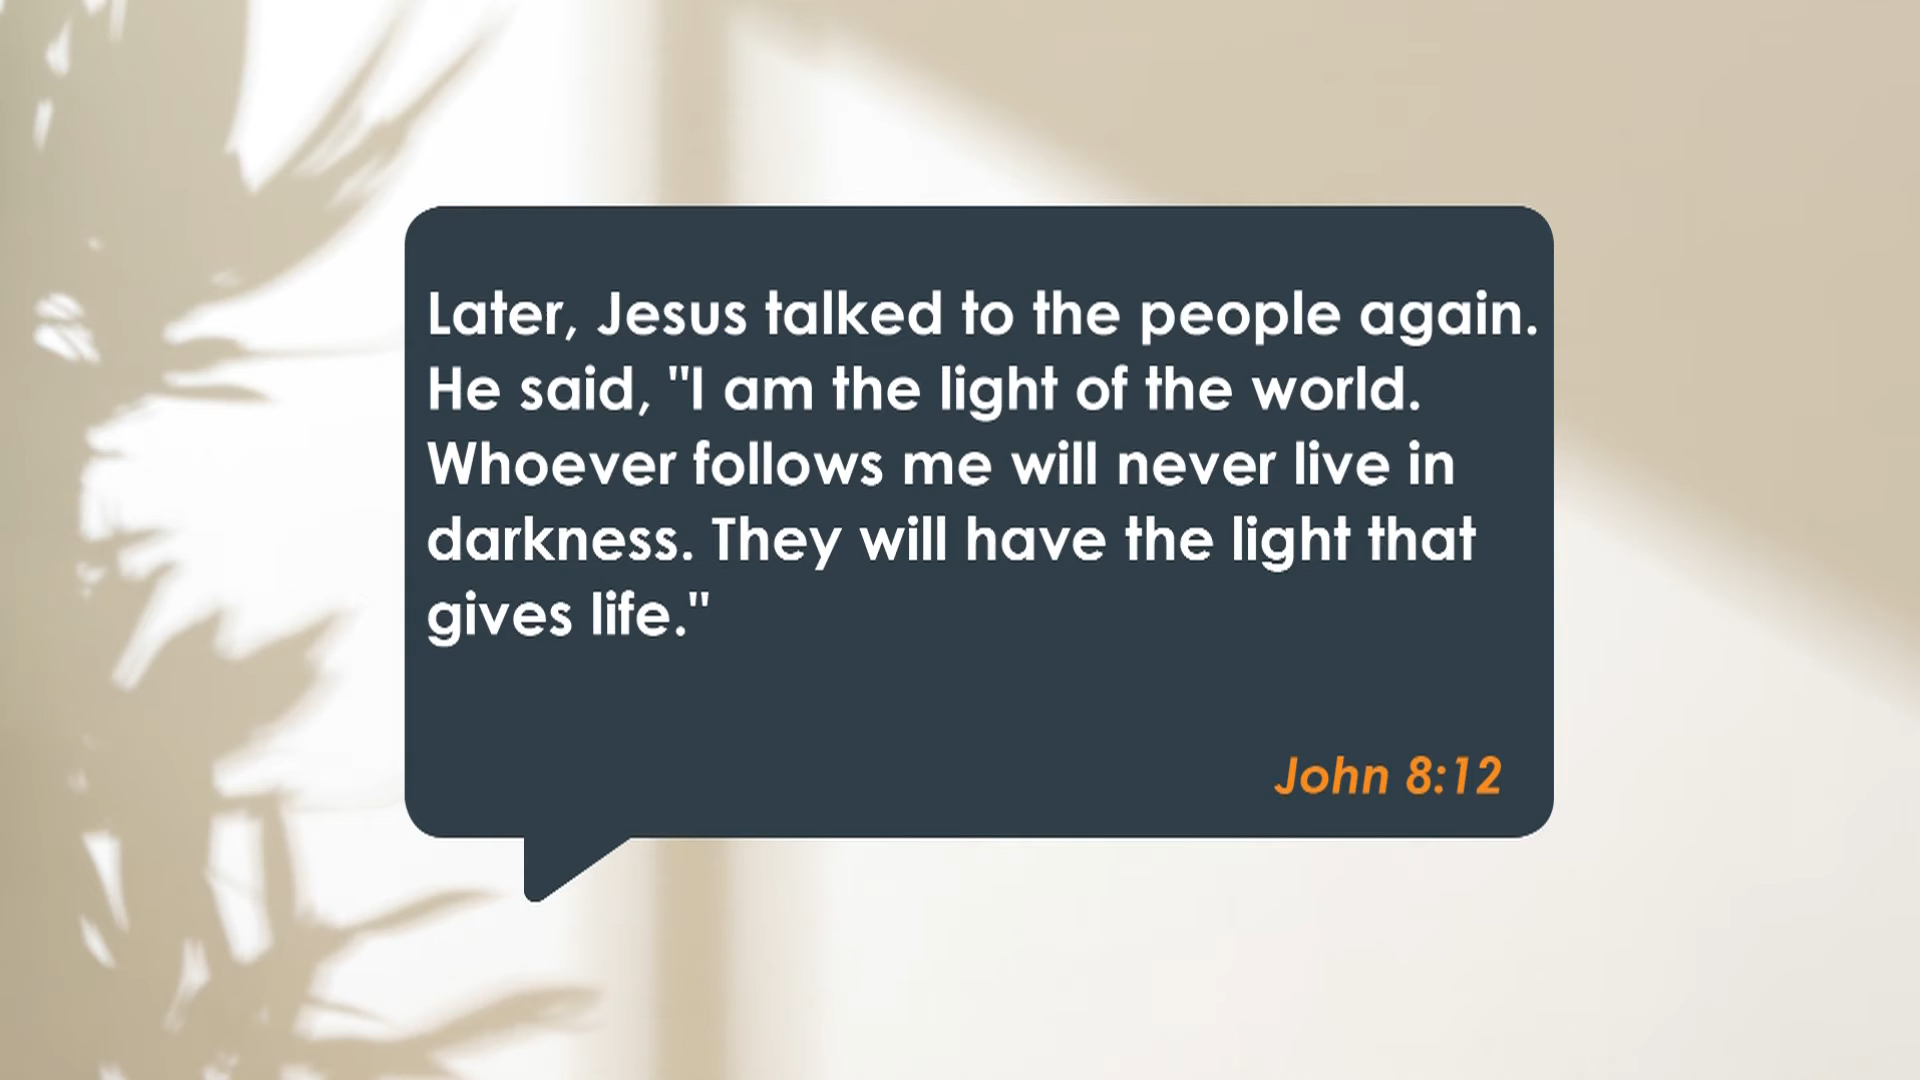 Later, Jesus talked to the people again.
He said, "I am the light of the world.
Whoever follows me will never live in
darkness. They will have the light that
gives life."
John 8:12